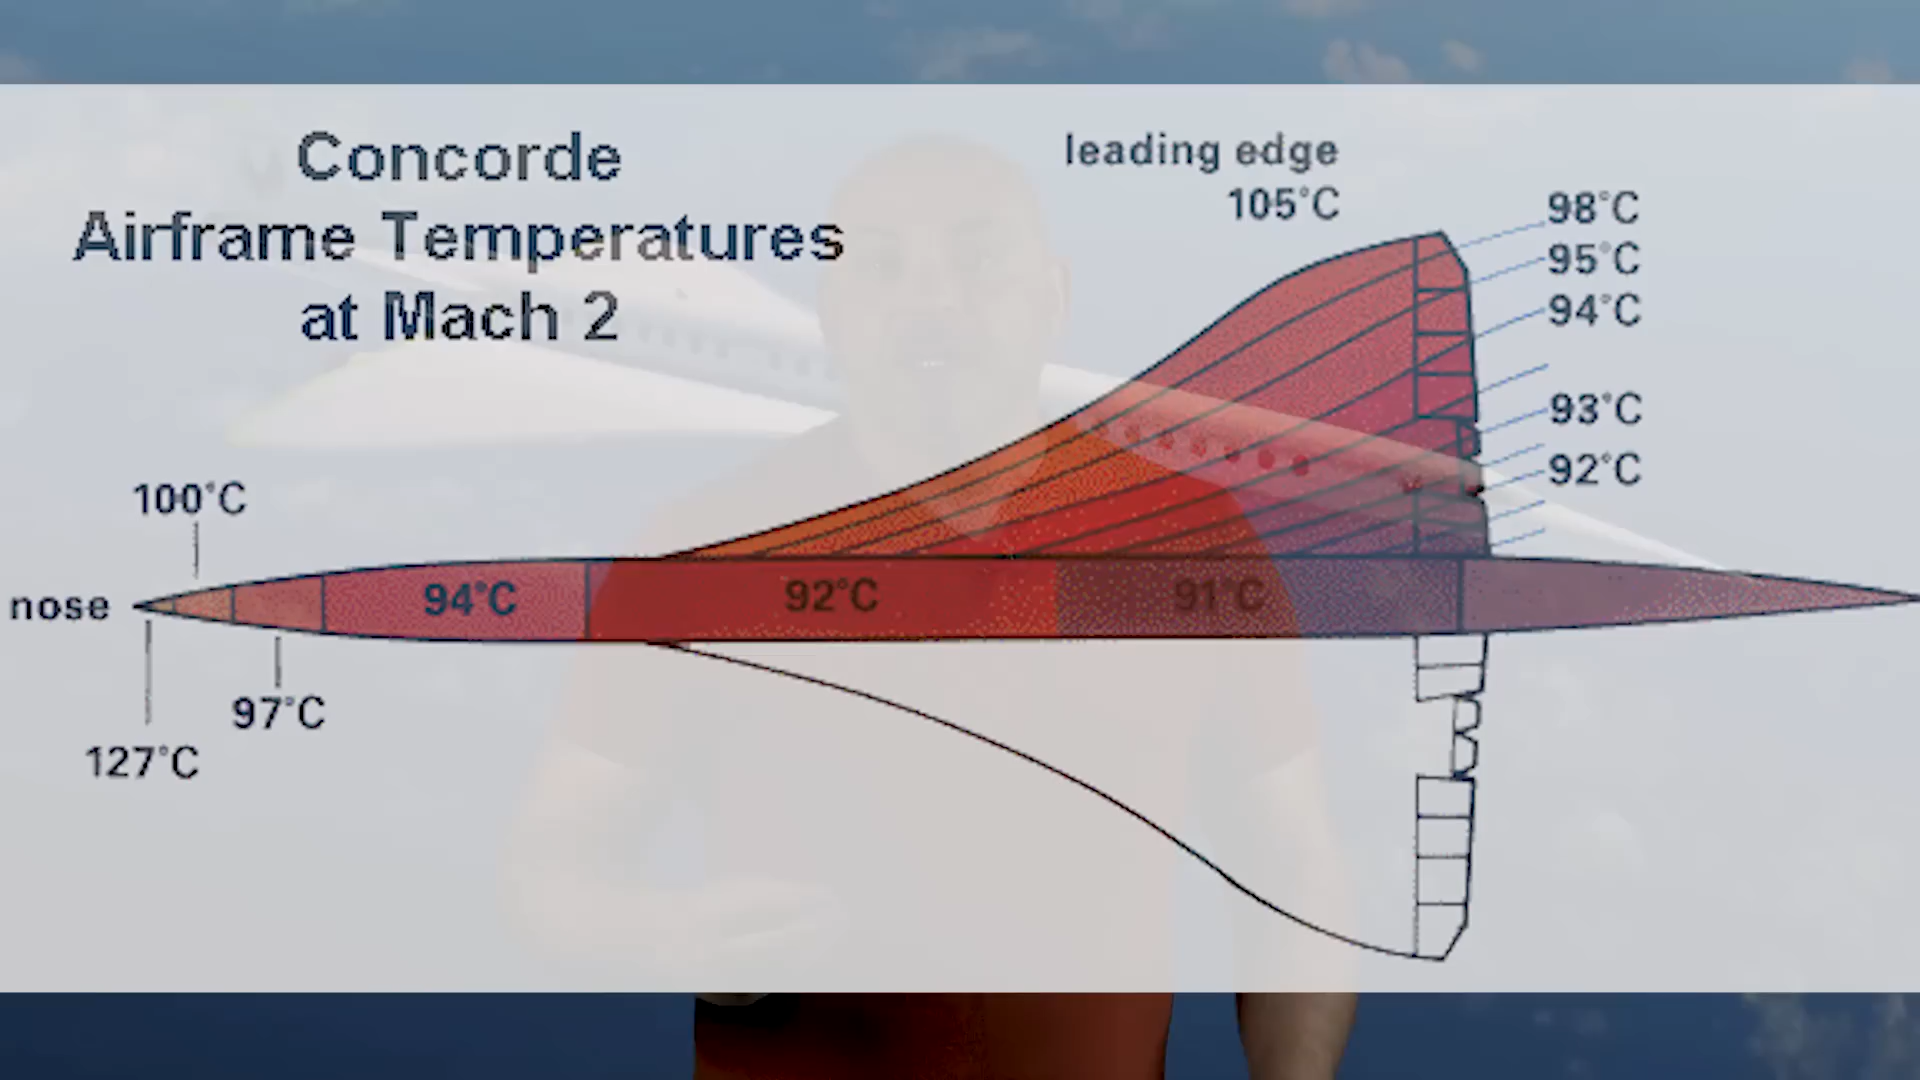 Concorde
Airframe Temperatures
at Mach 2
leading edge
105°C
98°C
95°C
94°C
93°C
92°C
100°C
nose
94°C
92°C
91°C
97°C
127°C